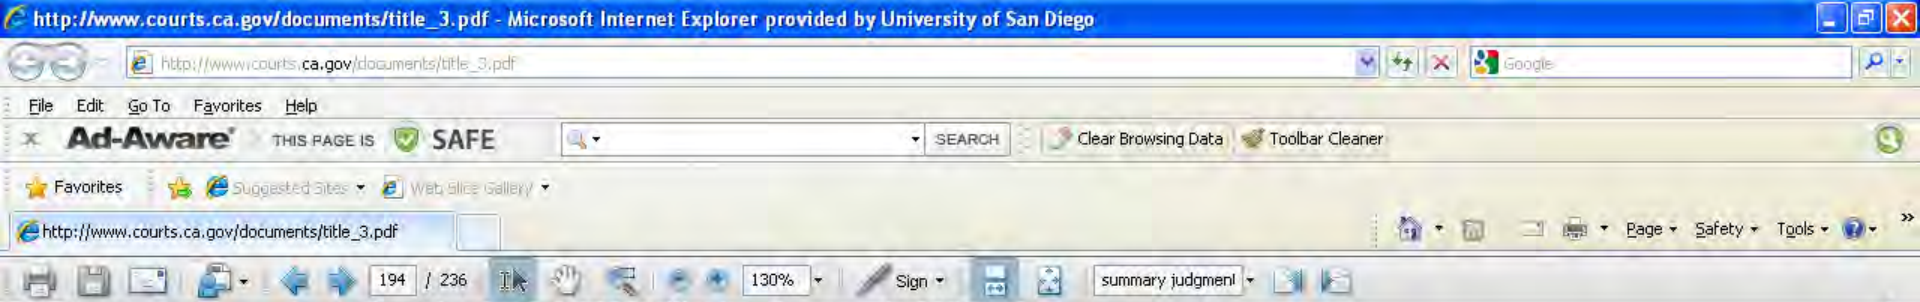 http://www.courts.ca.gov/documents/title_3.pdf - Microsoft Internet Explorer provided by University of San Diego
http://www.courts.ca.gov/documents/title_3.pdf Google
File Edit Go To Favorites Help
x Ad-Aware THIS PAGE IS SAFE SEARCH Clear Browsing Data Toolbar Cleaner
Favorites Suggested Sites Web Slice Gallery
http://www.courts.ca.gov/documents/title_3.pdf Page Safety Tools »
194 / 236 130% Sign summary judgment